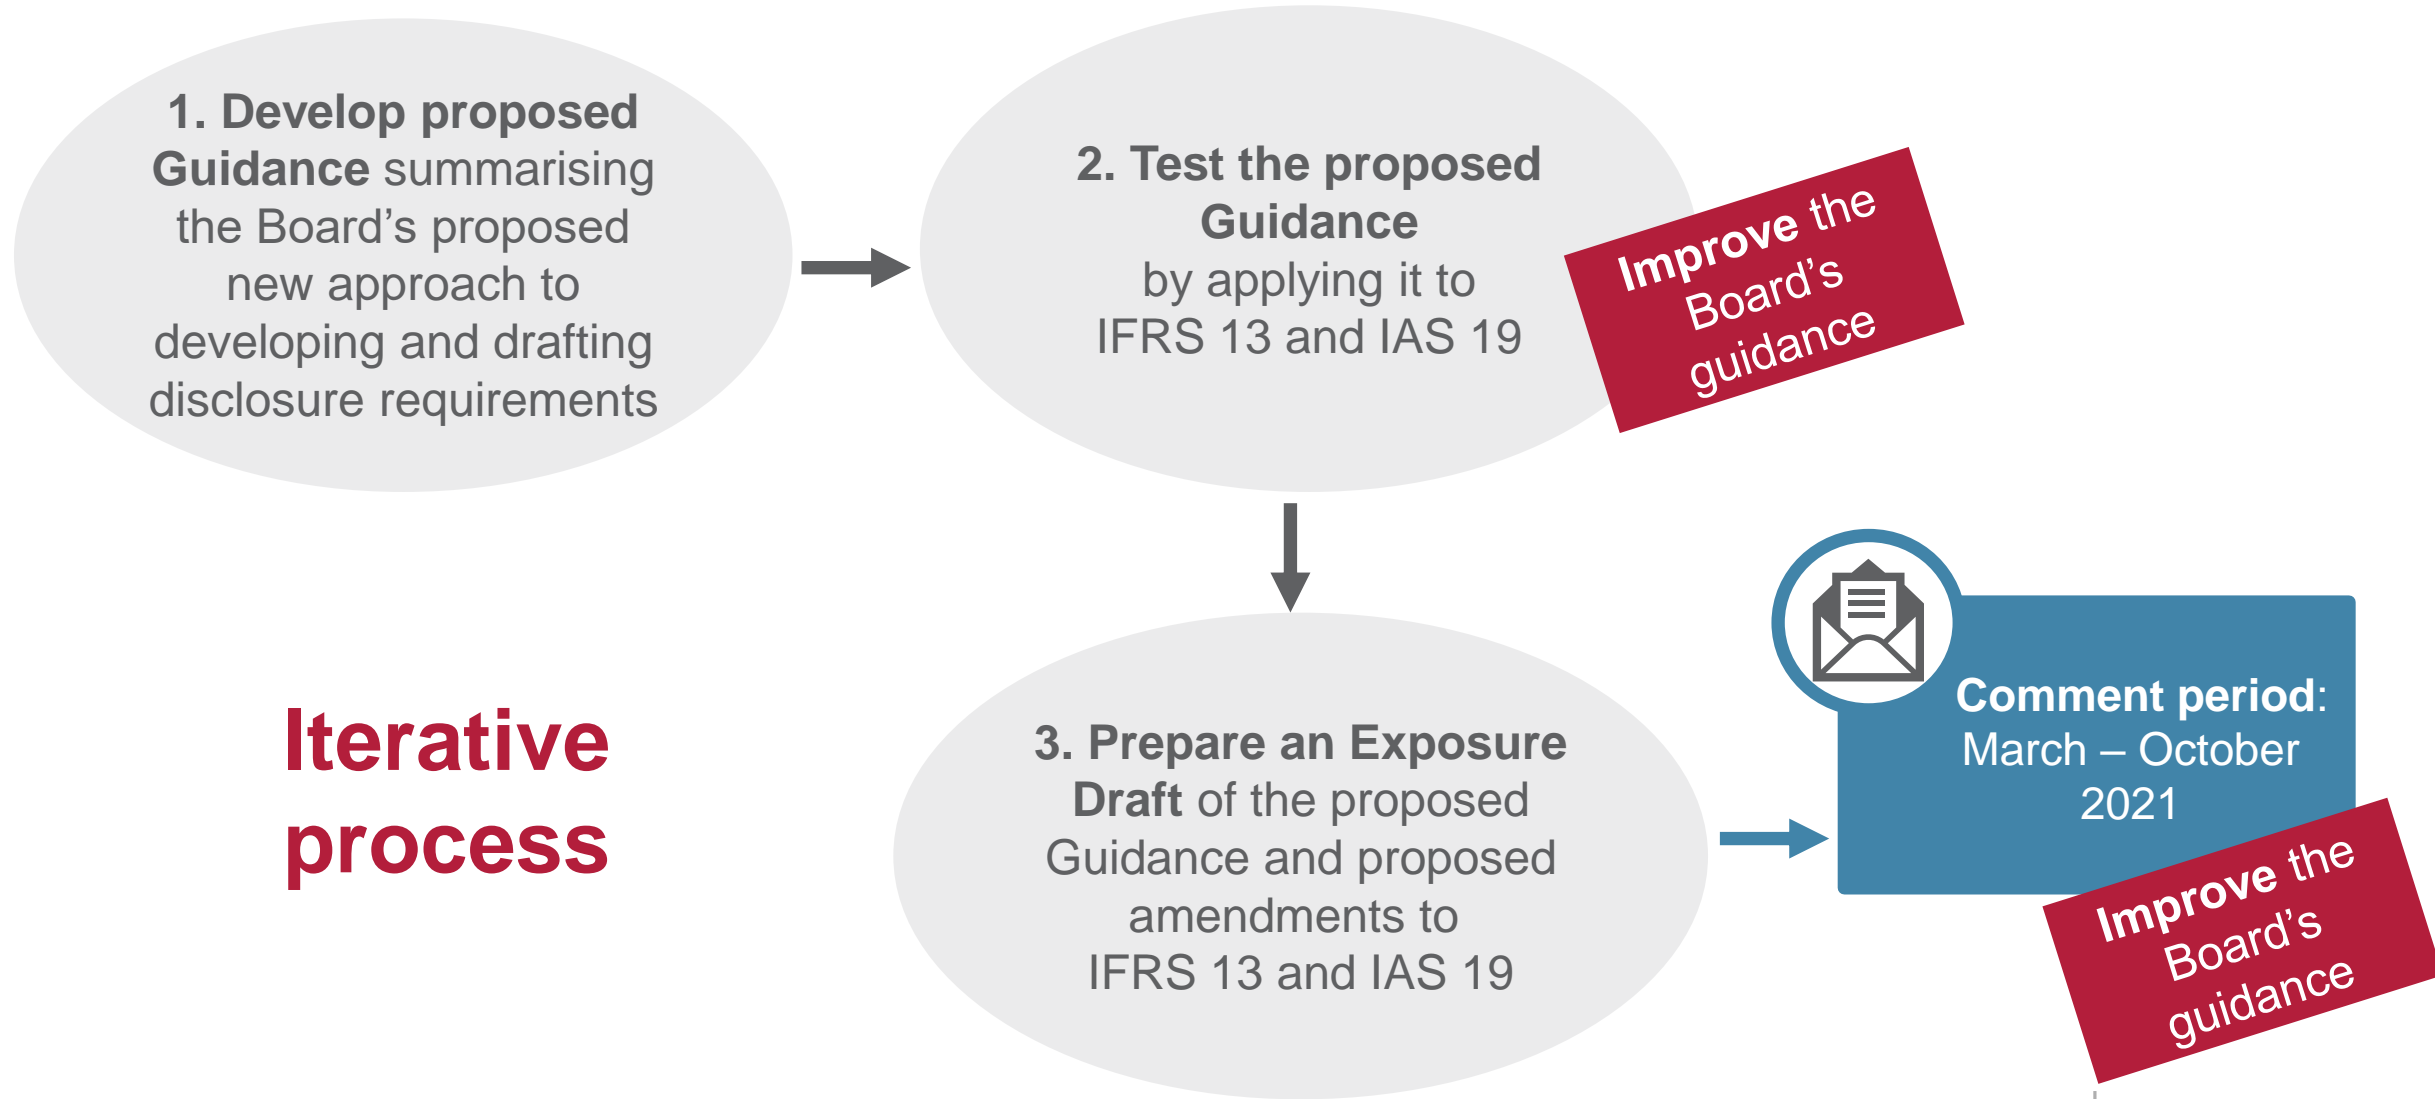 1. Develop proposed
Guidance summarising
the Board’s proposed
new approach to
developing and drafting
disclosure requirements
2. Test the proposed
Guidance
by applying it to
IFRS 13 and IAS 19
Improve the
Board’s
guidance
Iterative
process
3. Prepare an Exposure
Draft of the proposed
Guidance and proposed
amendments to
IFRS 13 and IAS 19
Comment period:
March – October
2021
Improve the
Board’s
guidance